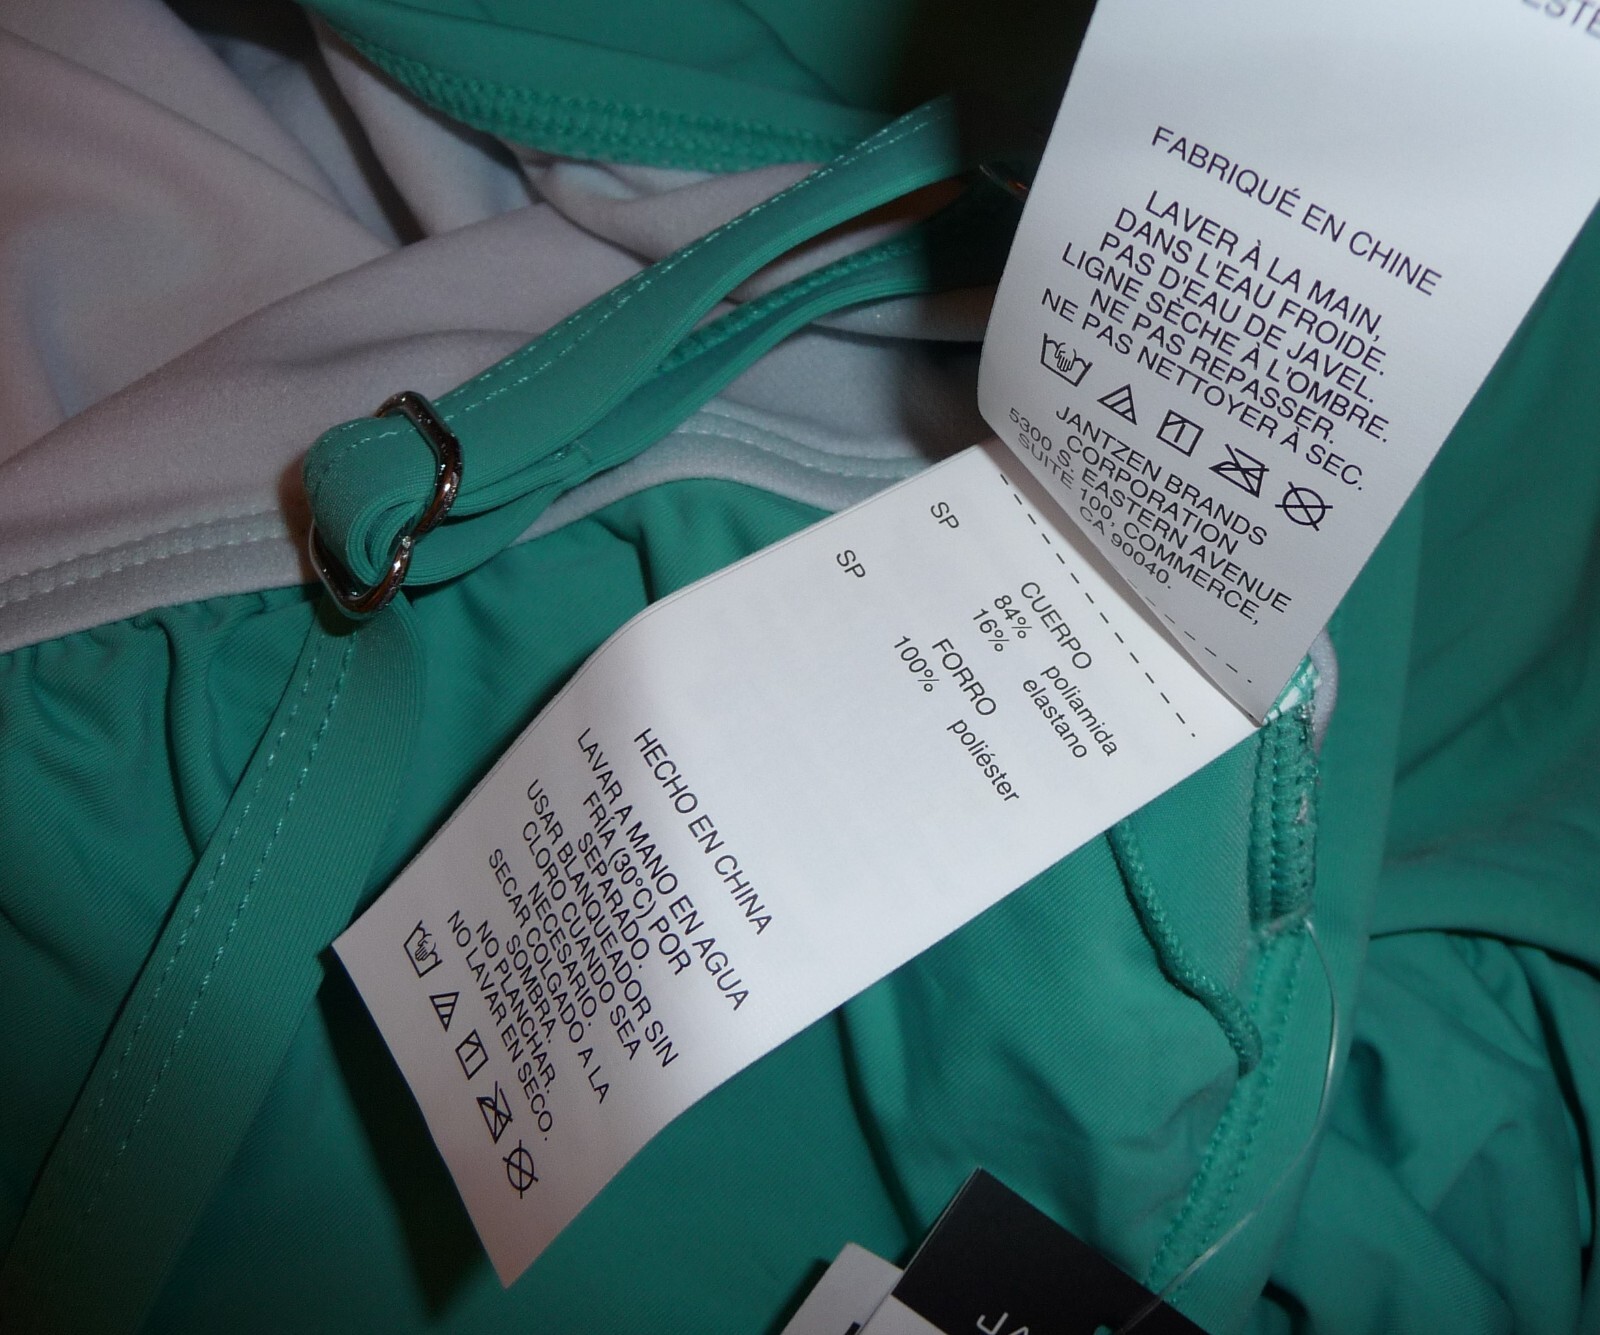 FABRIQUÉ EN CHINE
LAVER À LA MAIN,
DANS L'EAU FROIDE.
PAS D'EAU DE JAVEL.
LIGNE SÈCHE À L'OMBRE.
NE PAS REPASSER.
NE PAS NETTOYER À SEC.
JANTZEN BRANDS
CORPORATION
5300 S. EASTERN AVENUE
SUITE 100, COMMERCE,
CA 90040.
SP
CUERPO
84% poliamida
16% elastano
SP
FORRO
100% poliéster
HECHO EN CHINA
LAVAR A MANO EN AGUA
FRÍA (30°C) POR
SEPARADO.
USAR BLANQUEADOR SIN
CLORO CUANDO SEA
NECESARIO.
SECAR COLGADO A LA
SOMBRA.
NO PLANCHAR.
NO LAVAR EN SECO.